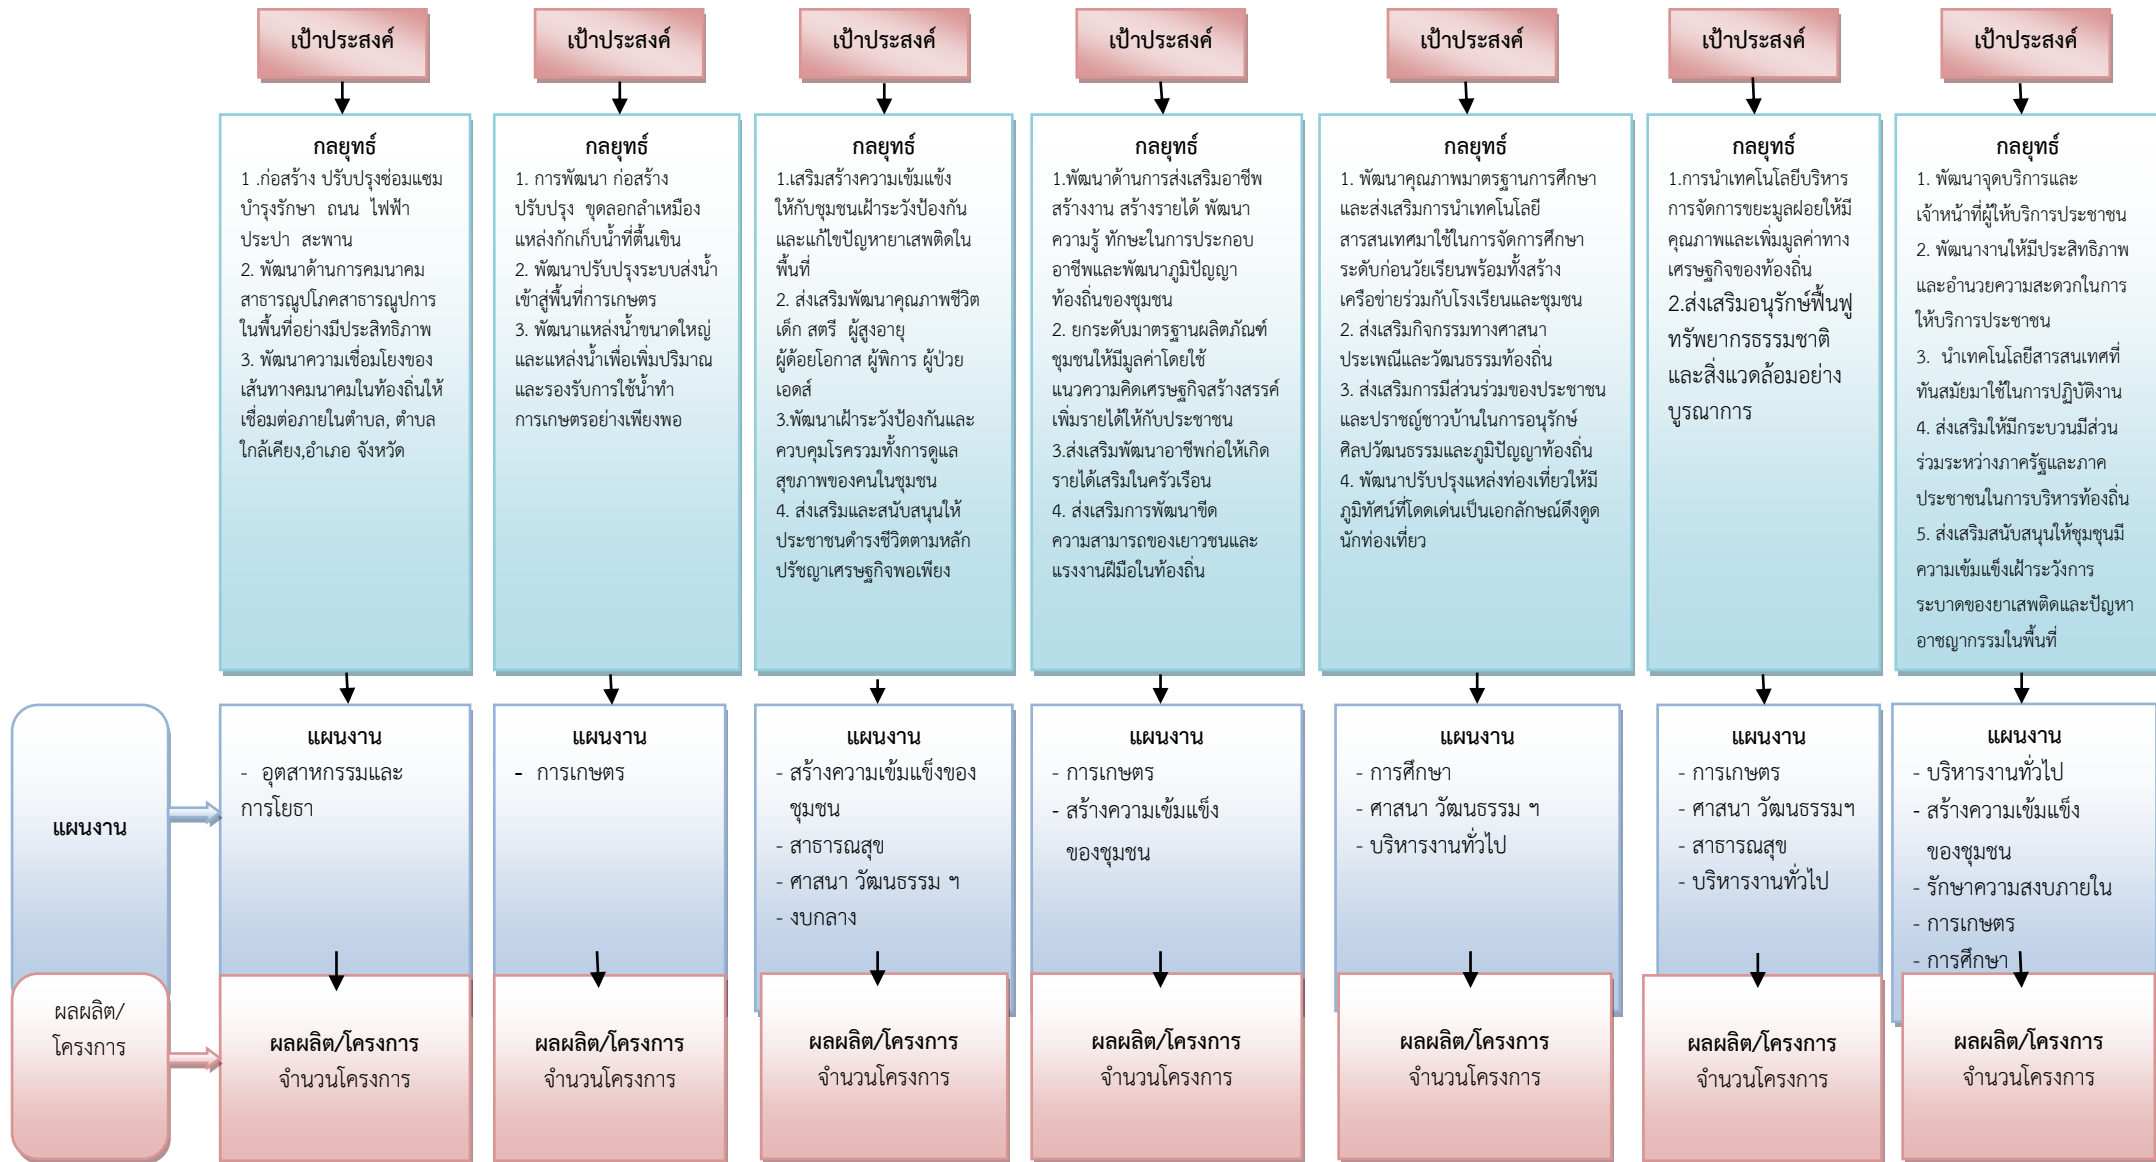 เป้าประสงค์
เป้าประสงค์
เป้าประสงค์
เป้าประสงค์
เป้าประสงค์
เป้าประสงค์
เป้าประสงค์
กลยุทธ์
1 .ก่อสร้าง ปรับปรุงซ่อมแซม
บำรุงรักษา ถนน ไฟฟ้า
ประปา สะพาน
2. พัฒนาด้านการคมนาคม
สาธารณูปโภคสาธารณูปการ
ในพื้นที่อย่างมีประสิทธิภาพ
3. พัฒนาความเชื่อมโยงของ
เส้นทางคมนาคมในท้องถิ่นให้
เชื่อมต่อภายในตำบล, ตำบล
ใกล้เคียง,อำเภอ จังหวัด
กลยุทธ์
1. การพัฒนา ก่อสร้าง
ปรับปรุง ขุดลอกลำเหมือง
แหล่งกักเก็บน้ำที่ตื้นเขิน
2. พัฒนาปรับปรุงระบบส่งน้ำ
เข้าสู่พื้นที่การเกษตร
3. พัฒนาแหล่งน้ำขนาดใหญ่
และแหล่งน้ำเพื่อเพิ่มปริมาณ
และรองรับการใช้น้ำทำ
การเกษตรอย่างเพียงพอ
กลยุทธ์
1.เสริมสร้างความเข้มแข้ง
ให้กับชุมชนเฝ้าระวังป้องกัน
และแก้ไขปัญหายาเสพติดใน
พื้นที่
2. ส่งเสริมพัฒนาคุณภาพชีวิต
เด็ก สตรี ผู้สูงอายุ
ผู้ด้อยโอกาส ผู้พิการ ผู้ป่วย
เอดส์
3.พัฒนาเฝ้าระวังป้องกันและ
ควบคุมโรครวมทั้งการดูแล
สุขภาพของคนในชุมชน
4. ส่งเสริมและสนับสนุนให้
ประชาชนดำรงชีวิตตามหลัก
ปรัชญาเศรษฐกิจพอเพียง
กลยุทธ์
1.พัฒนาด้านการส่งเสริมอาชีพ
สร้างงาน สร้างรายได้ พัฒนา
ความรู้ ทักษะในการประกอบ
อาชีพและพัฒนาภูมิปัญญา
ท้องถิ่นของชุมชน
2. ยกระดับมาตรฐานผลิตภัณฑ์
ชุมชนให้มีมูลค่าโดยใช้
แนวความคิดเศรษฐกิจสร้างสรรค์
เพิ่มรายได้ให้กับประชาชน
3.ส่งเสริมพัฒนาอาชีพก่อให้เกิด
รายได้เสริมในครัวเรือน
4. ส่งเสริมการพัฒนาขีด
ความสามารถของเยาวชนและ
แรงงานฝีมือในท้องถิ่น
กลยุทธ์
1. พัฒนาคุณภาพมาตรฐานการศึกษา
และส่งเสริมการนำเทคโนโลยี
สารสนเทศมาใช้ในการจัดการศึกษา
ระดับก่อนวัยเรียนพร้อมทั้งสร้าง
เครือข่ายร่วมกับโรงเรียนและชุมชน
2. ส่งเสริมกิจกรรมทางศาสนา
ประเพณีและวัฒนธรรมท้องถิ่น
3. ส่งเสริมการมีส่วนร่วมของประชาชน
และปราชญ์ชาวบ้านในการอนุรักษ์
ศิลปวัฒนธรรมและภูมิปัญญาท้องถิ่น
4. พัฒนาปรับปรุงแหล่งท่องเที่ยวให้มี
ภูมิทัศน์ที่โดดเด่นเป็นเอกลักษณ์ดึงดูด
นักท่องเที่ยว
กลยุทธ์
1.การนำเทคโนโลยีบริหาร
การจัดการขยะมูลฝอยให้มี
คุณภาพและเพิ่มมูลค่าทาง
เศรษฐกิจของท้องถิ่น
2.ส่งเสริมอนุรักษ์ฟื้นฟู
ทรัพยากรธรรมชาติ
และสิ่งแวดล้อมอย่าง
บูรณาการ
กลยุทธ์
1. พัฒนาจุดบริการและ
เจ้าหน้าที่ผู้ให้บริการประชาชน
2. พัฒนางานให้มีประสิทธิภาพ
และอำนวยความสะดวกในการ
ให้บริการประชาชน
3. นำเทคโนโลยีสารสนเทศที่
ทันสมัยมาใช้ในการปฏิบัติงาน
4. ส่งเสริมให้มีกระบวนมีส่วน
ร่วมระหว่างภาครัฐและภาค
ประชาชนในการบริหารท้องถิ่น
5. ส่งเสริมสนับสนุนให้ชุมชุนมี
ความเข้มแข็งเฝ้าระวังการ
ระบาดของยาเสพติดและปัญหา
อาชญากรรมในพื้นที่
แผนงาน
แผนงาน
- อุตสาหกรรมและ
การโยธา
แผนงาน
- การเกษตร
แผนงาน
- สร้างความเข้มแข็งของ
ชุมชน
- สาธารณสุข
- ศาสนา วัฒนธรรม ฯ
- งบกลาง
แผนงาน
- การเกษตร
- สร้างความเข้มแข็ง
ของชุมชน
แผนงาน
- การศึกษา
- ศาสนา วัฒนธรรม ฯ
- บริหารงานทั่วไป
แผนงาน
- การเกษตร
- ศาสนา วัฒนธรรมฯ
- สาธารณสุข
- บริหารงานทั่วไป
แผนงาน
- บริหารงานทั่วไป
- สร้างความเข้มแข็ง
ของชุมชน
- รักษาความสงบภายใน
- การเกษตร
- การศึกษา
ผลผลิต/
โครงการ
ผลผลิต/โครงการ
จำนวนโครงการ
ผลผลิต/โครงการ
จำนวนโครงการ
ผลผลิต/โครงการ
จำนวนโครงการ
ผลผลิต/โครงการ
จำนวนโครงการ
ผลผลิต/โครงการ
จำนวนโครงการ
ผลผลิต/โครงการ
จำนวนโครงการ
ผลผลิต/โครงการ
จำนวนโครงการ